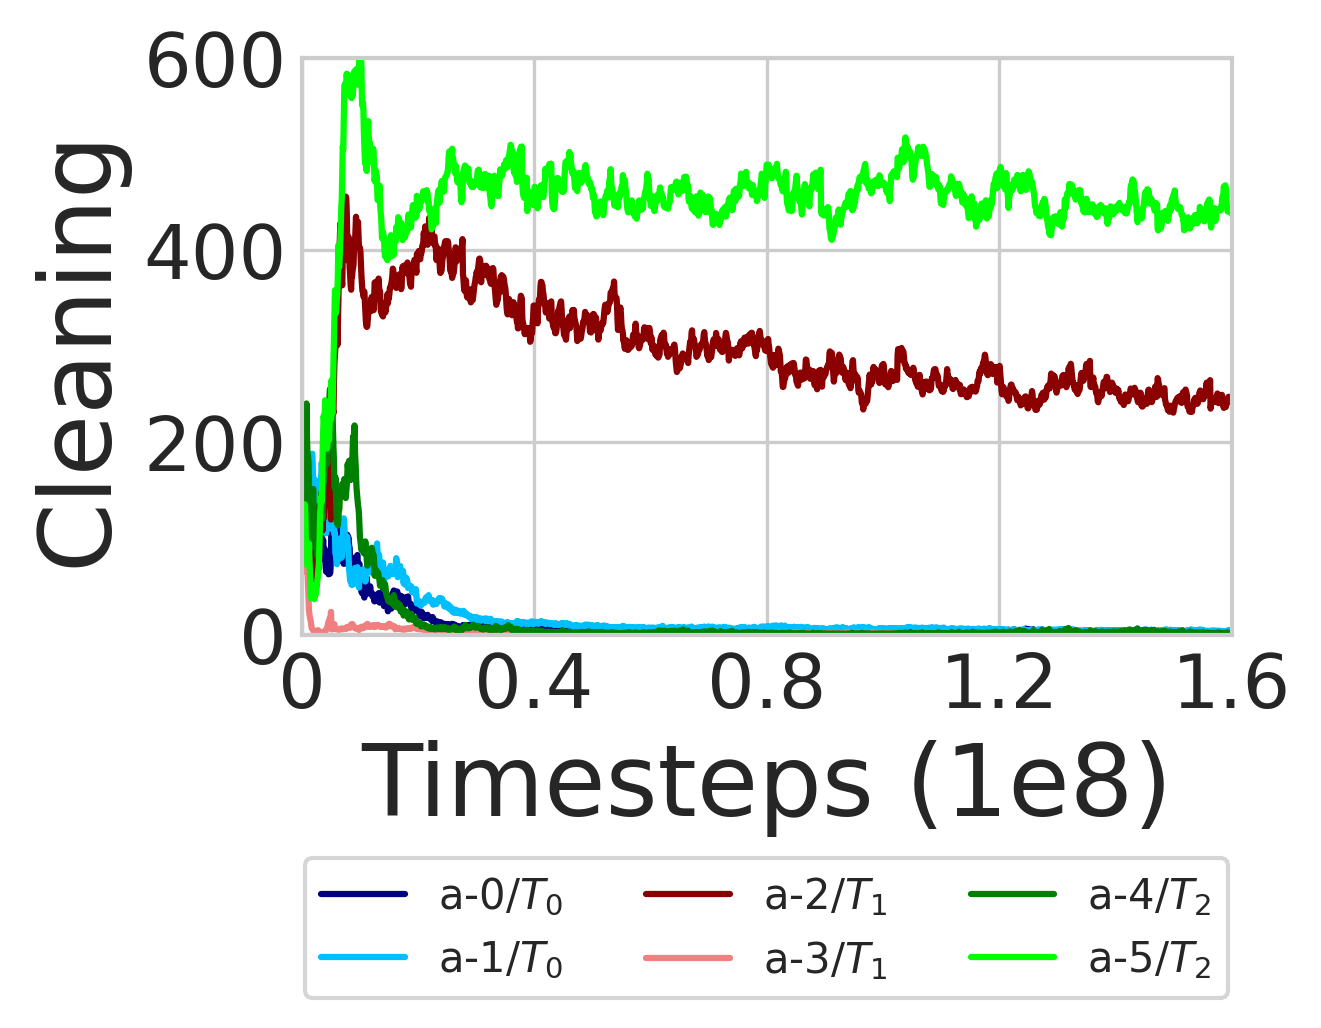 Cleaning
600
400
200
0
0 0.4 0.8 1.2 1.6
Timesteps (1e8)
a-0/T₀ a-2/T₁ a-4/T₂
a-1/T₀ a-3/T₁ a-5/T₂